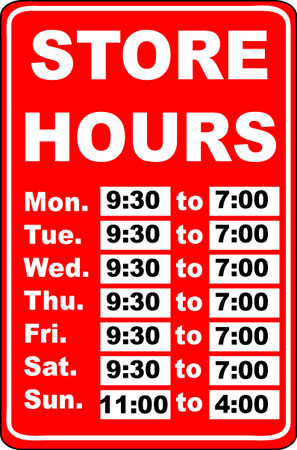 STORE
HOURS
Mon. 9:30 to 7:00
Tue. 9:30 to 7:00
Wed. 9:30 to 7:00
Thu. 9:30 to 7:00
Fri. 9:30 to 7:00
Sat. 9:30 to 7:00
Sun. 11:00 to 4:00